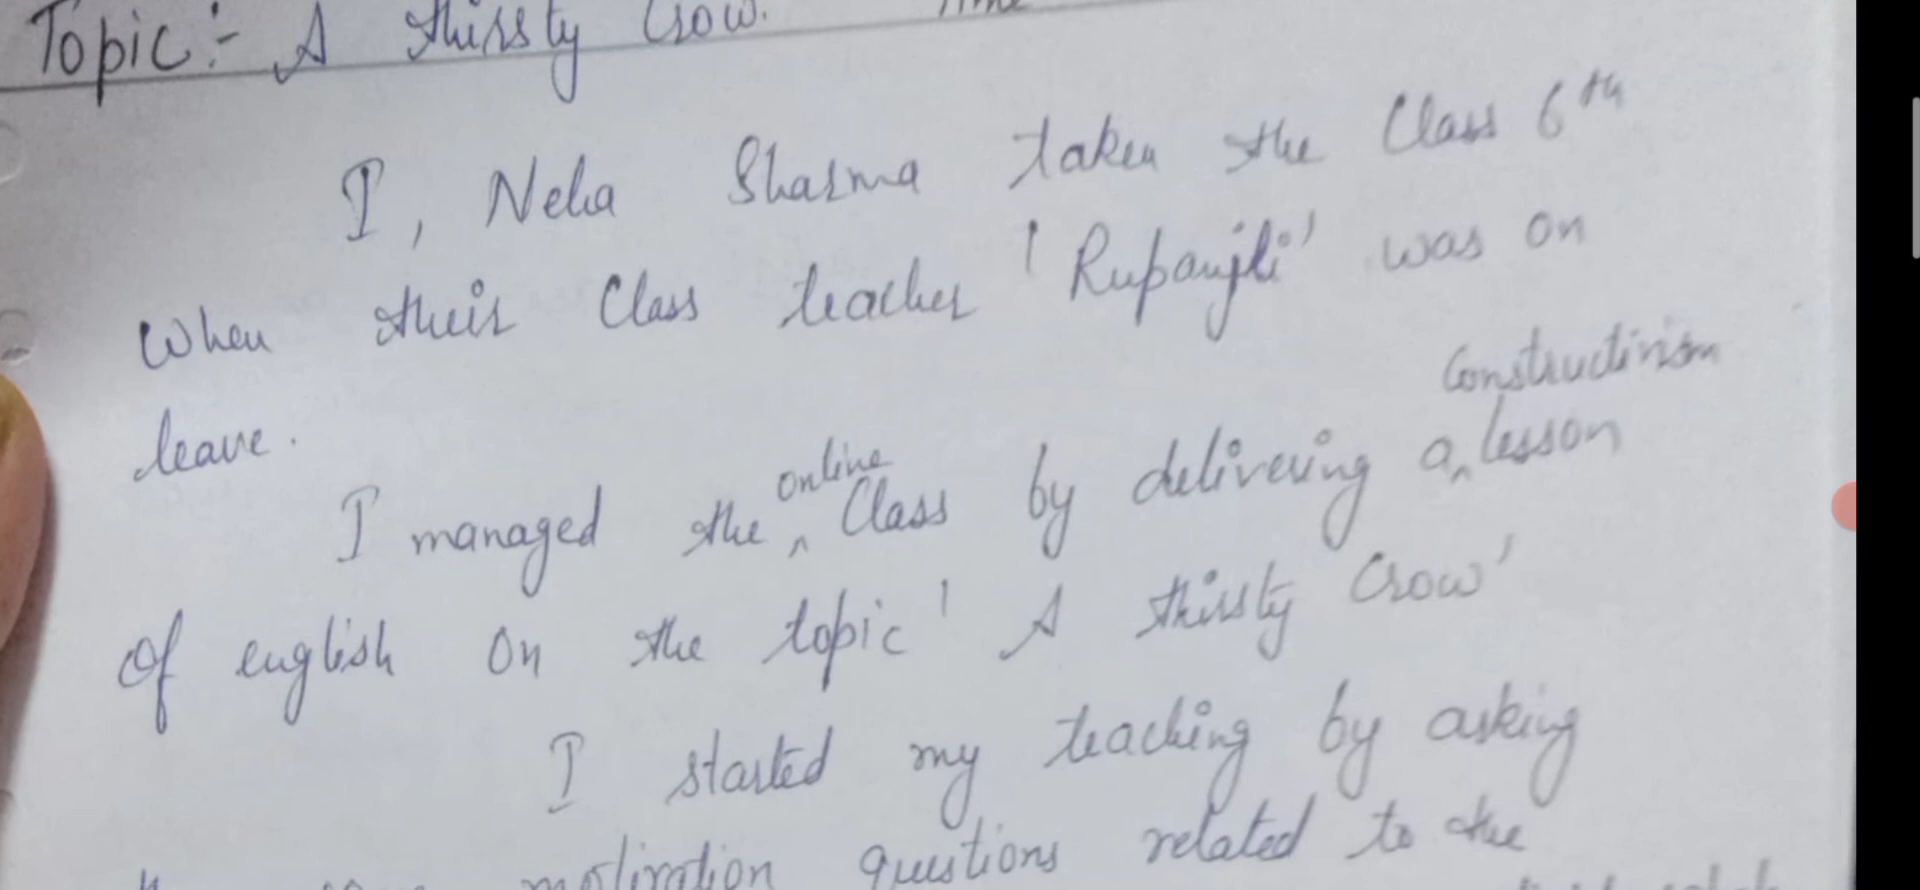 Topic:- A thirsty Crow. Time
I, Neha Sharma taken the Class 6th
When their Class teacher 'Rupanjli' was on
leave.
I managed the online Class by delivering a Constructivism lesson
Of english On the topic 'A thirsty Crow'
I started my teaching by asking
motivation questions related to the